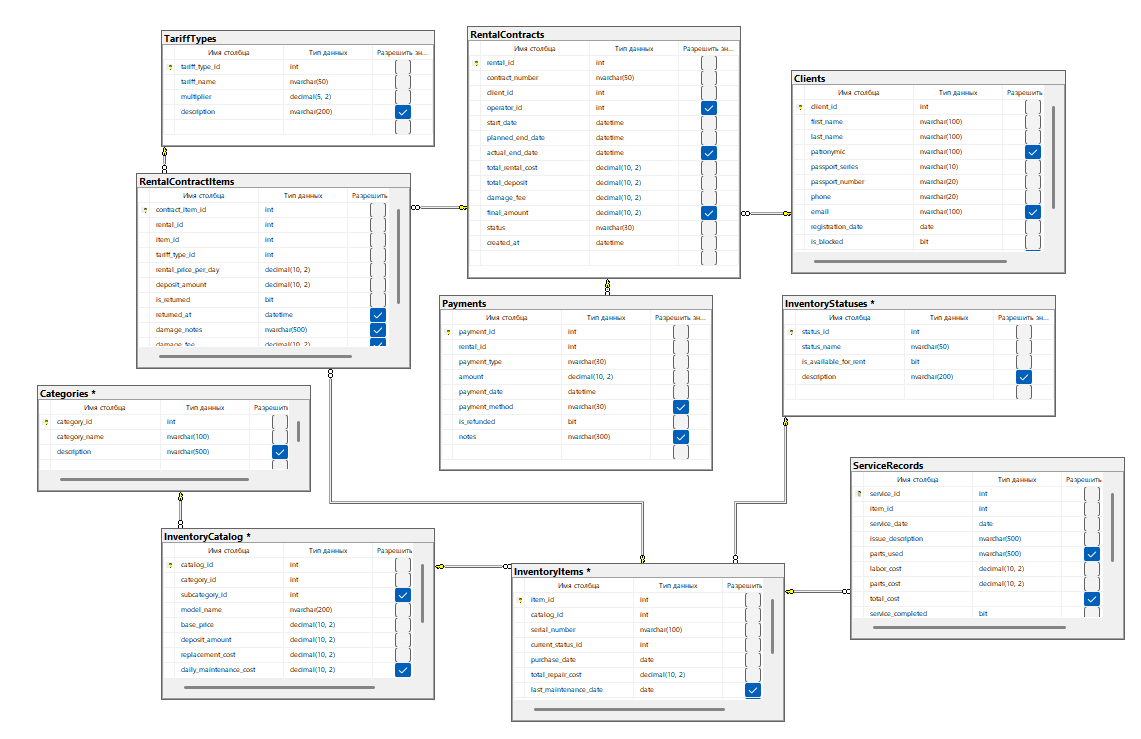 TariffTypes
Имя столбца Тип данных Разрешить зн...
tariff_type_id int
tariff_name nvarchar(50)
multiplier decimal(5, 2)
description nvarchar(200)
RentalContracts
Имя столбца Тип данных Разрешить зн...
rental_id int
contract_number nvarchar(50)
client_id int
operator_id int
start_date datetime
planned_end_date datetime
actual_end_date datetime
total_rental_cost decimal(10, 2)
total_deposit decimal(10, 2)
damage_fee decimal(10, 2)
final_amount decimal(10, 2)
status nvarchar(30)
created_at datetime
Clients
Имя столбца Тип данных Разрешить
client_id int
first_name nvarchar(100)
last_name nvarchar(100)
patronymic nvarchar(100)
passport_series nvarchar(10)
passport_number nvarchar(20)
phone nvarchar(20)
email nvarchar(100)
registration_date date
is_blocked bit
RentalContractItems
Имя столбца Тип данных Разрешить
contract_item_id int
rental_id int
item_id int
tariff_type_id int
rental_price_per_day decimal(10, 2)
deposit_amount decimal(10, 2)
is_returned bit
returned_at datetime
damage_notes nvarchar(500)
damage_fee decimal(10, 2)
Payments
Имя столбца Тип данных Разрешить зн...
payment_id int
rental_id int
payment_type nvarchar(30)
amount decimal(10, 2)
payment_date datetime
payment_method nvarchar(30)
is_refunded bit
notes nvarchar(300)
InventoryStatuses *
Имя столбца Тип данных Разрешить зн...
status_id int
status_name nvarchar(50)
is_available_for_rent bit
description nvarchar(200)
Categories *
Имя столбца Тип данных Разрешить
category_id int
category_name nvarchar(100)
description nvarchar(500)
ServiceRecords
Имя столбца Тип данных Разрешить
service_id int
item_id int
service_date date
issue_description nvarchar(500)
parts_used nvarchar(500)
labor_cost decimal(10, 2)
parts_cost decimal(10, 2)
total_cost
service_completed bit
InventoryCatalog *
Имя столбца Тип данных Разрешить
catalog_id int
category_id int
subcategory_id int
model_name nvarchar(200)
base_price decimal(10, 2)
deposit_amount decimal(10, 2)
replacement_cost decimal(10, 2)
daily_maintenance_cost decimal(10, 2)
InventoryItems *
Имя столбца Тип данных Разрешить
item_id int
catalog_id int
serial_number nvarchar(100)
current_status_id int
purchase_date date
total_repair_cost decimal(10, 2)
last_maintenance_date date